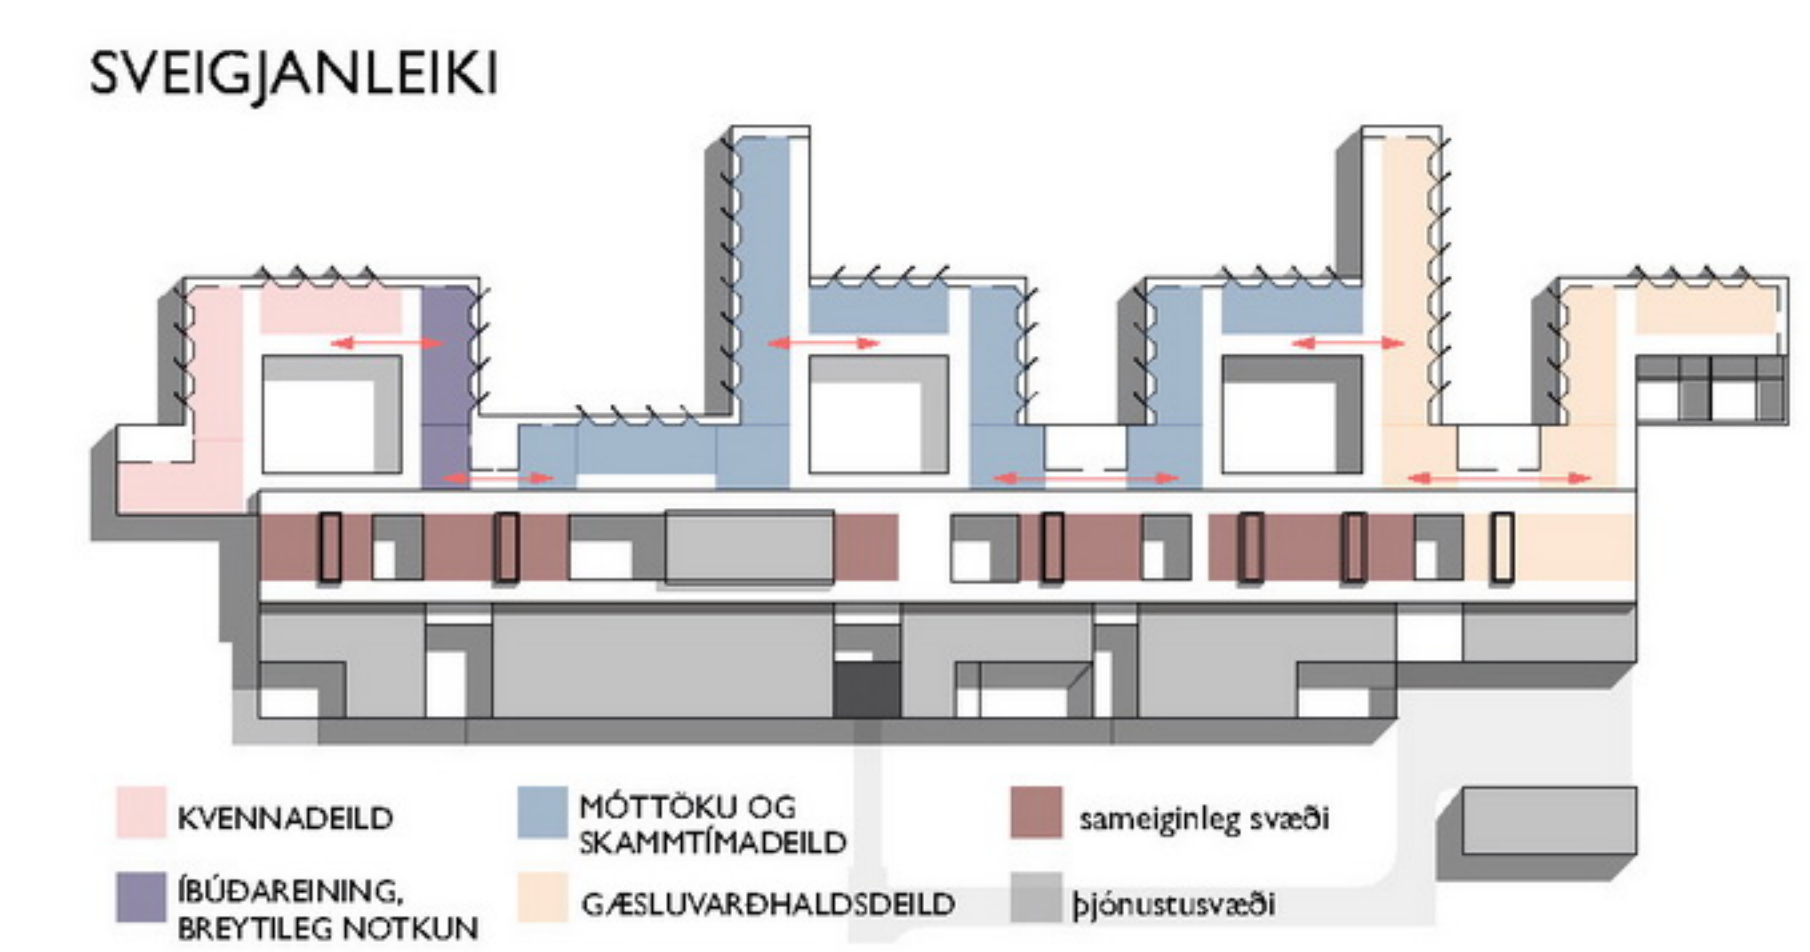 SVEIGJANLEIKI
KVENNADEILD
ÍBÚÐAREINING,
BREYTILEG NOTKUN
MÓTTÖKU OG
SKAMMTÍMADEILD
GÆSLUVARÐHALDSDEILD
sameiginleg svæði
þjónustusvæði